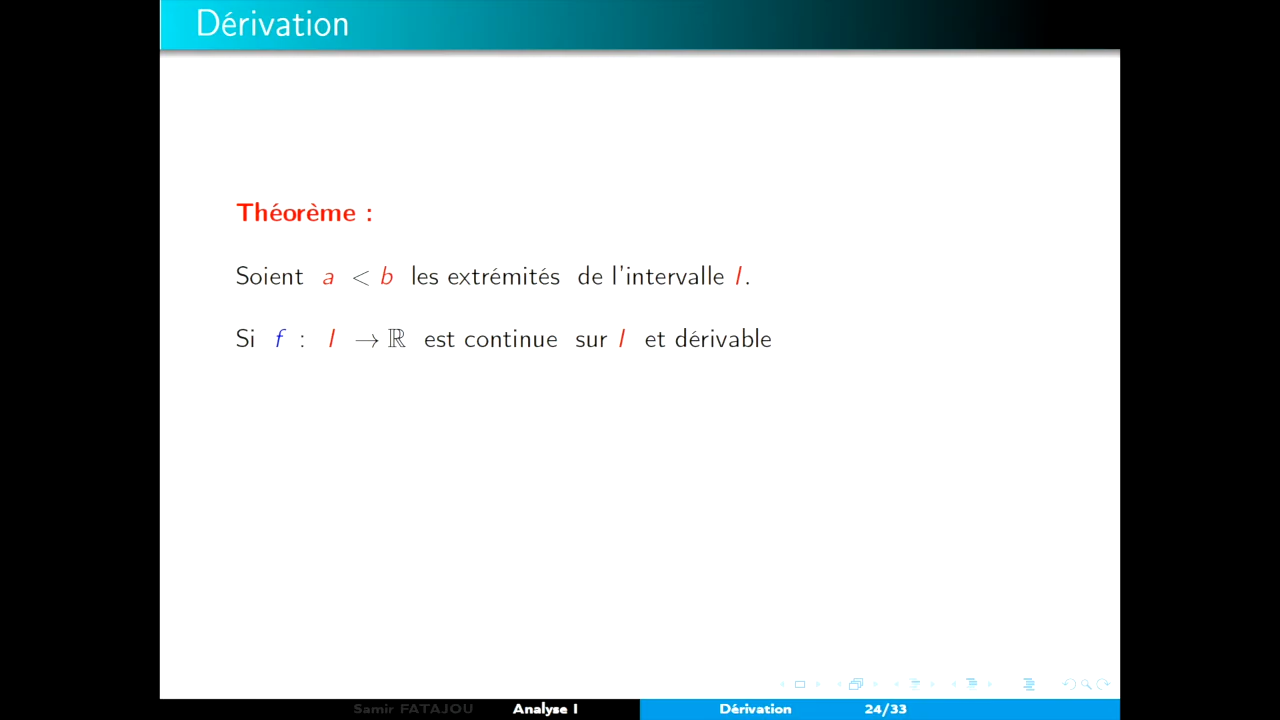 Dérivation
Théorème :
Soient a < b les extrémités de l'intervalle I.
Si f : I → ℝ est continue sur I et dérivable
Samir FATAJOU Analyse I Dérivation 24/33